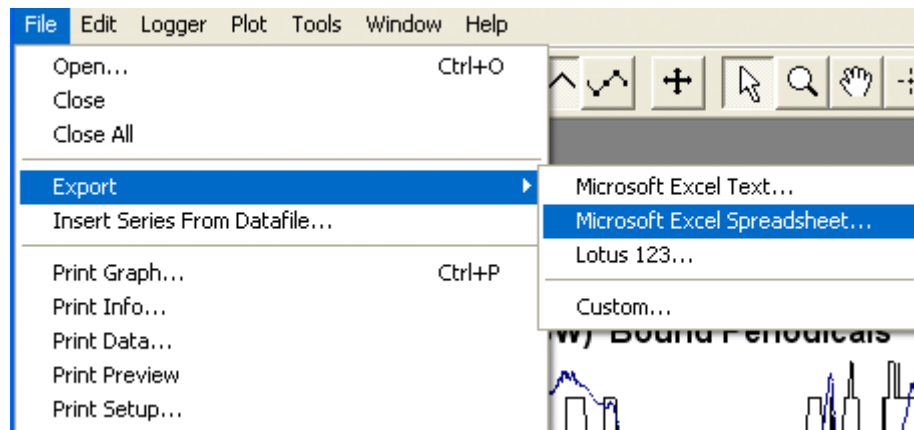 File Edit Logger Plot Tools Window Help
Open... Ctrl+O
Close
Close All
Export
Insert Series From Datafile...
Print Graph... Ctrl+P
Print Info...
Print Data...
Print Preview
Print Setup...
Microsoft Excel Text...
Microsoft Excel Spreadsheet...
Lotus 123...
Custom...
W) Bound Periodicals